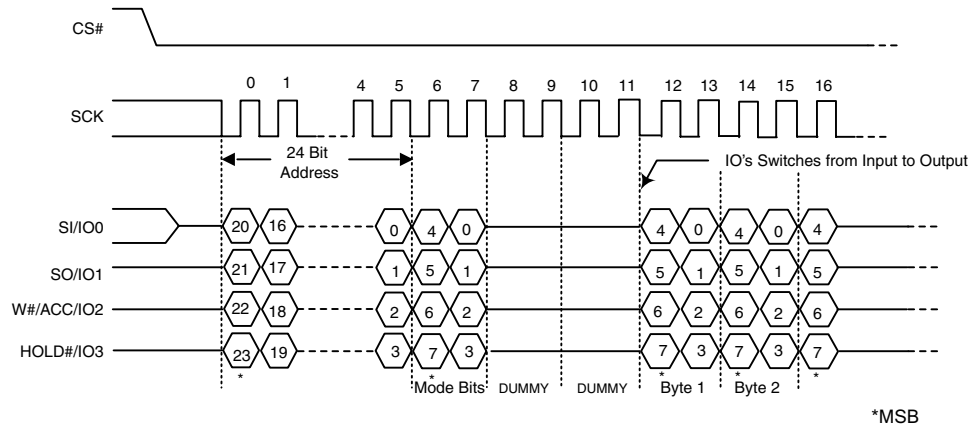 CS#
0 1 4 5 6 7 8 9 10 11 12 13 14 15 16
SCK
24 Bit
Address
IO's Switches from Input to Output
SI/IO0 20 16 0 4 0 4 0 4 0 4
SO/IO1 21 17 1 5 1 5 1 5 1 5
W#/ACC/IO2 22 18 2 6 2 6 2 6 2 6
HOLD#/IO3 23 19 3 7 3 7 3 7 3 7
* * * * *
Mode Bits DUMMY DUMMY Byte 1 Byte 2
*MSB